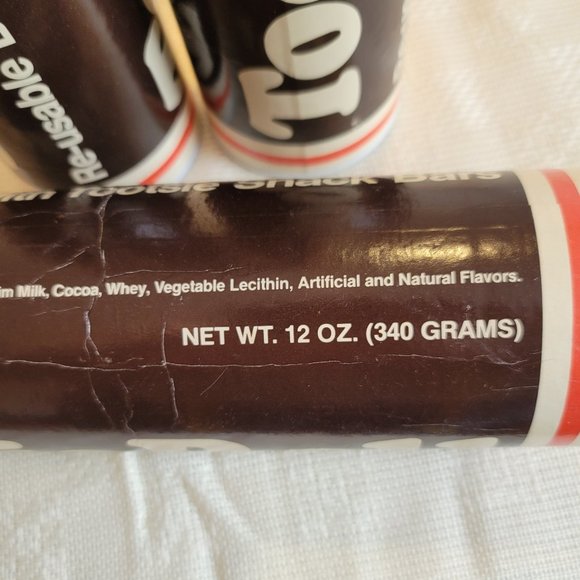 Re-usable
Too
Tootsie Snack Bars
Milk, Cocoa, Whey, Vegetable Lecithin, Artificial and Natural Flavors.
NET WT. 12 OZ. (340 GRAMS)